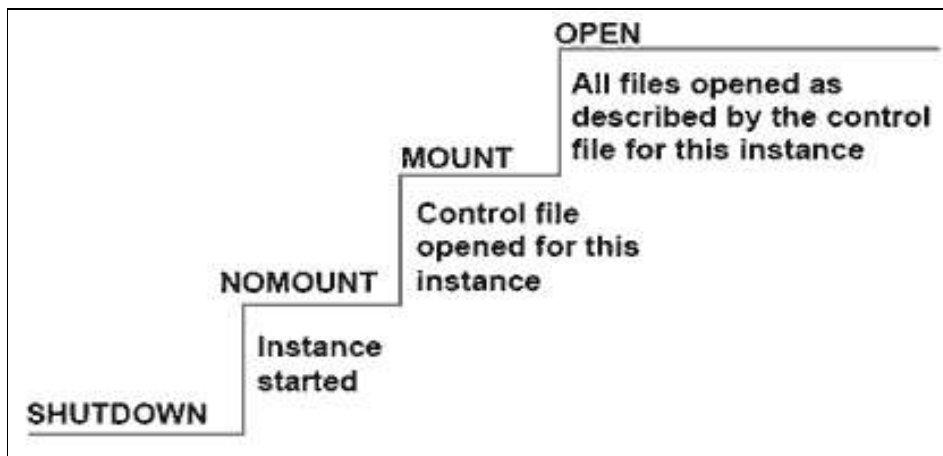 OPEN
All files opened as
described by the control
file for this instance
MOUNT
Control file
opened for this
instance
NOMOUNT
Instance
started
SHUTDOWN